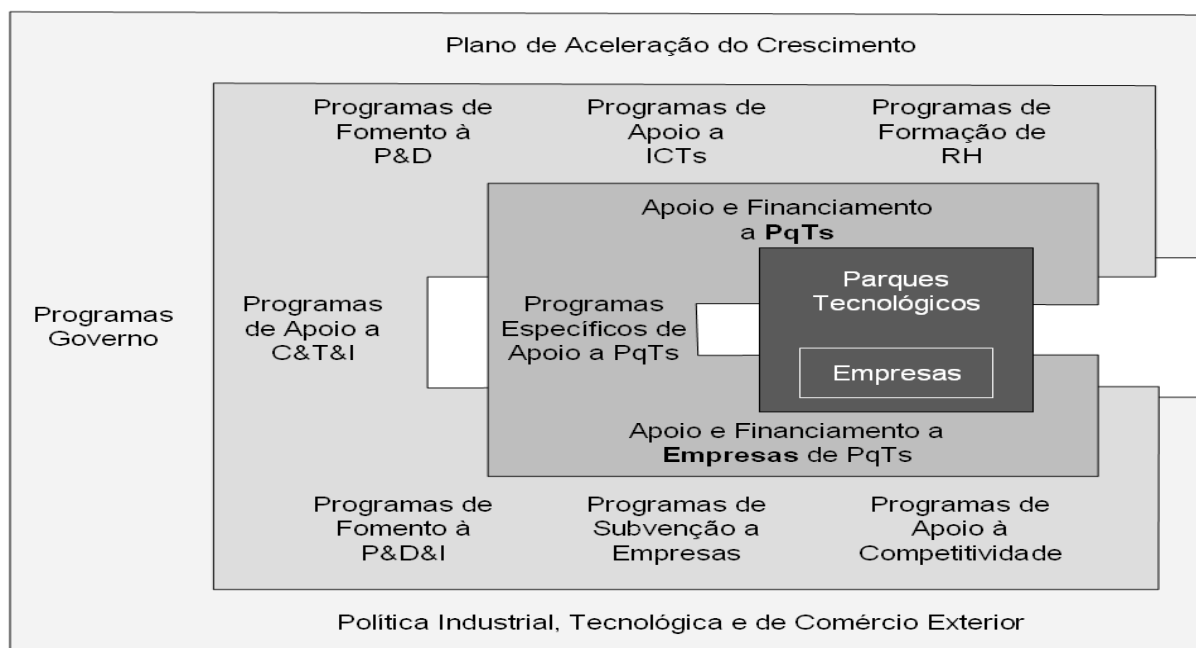 Plano de Aceleração do Crescimento
Programas de
Fomento à
P&D
Programas de
Apoio a
ICTs
Programas de
Formação de
RH
Apoio e Financiamento
a PqTs
Parques
Tecnológicos
Empresas
Programas
Governo
Programas
de Apoio a
C&T&I
Programas
Específicos de
Apoio a PqTs
Apoio e Financiamento a
Empresas de PqTs
Programas de
Fomento à
P&D&I
Programas de
Subvenção a
Empresas
Programas de
Apoio à
Competitividade
Política Industrial, Tecnológica e de Comércio Exterior